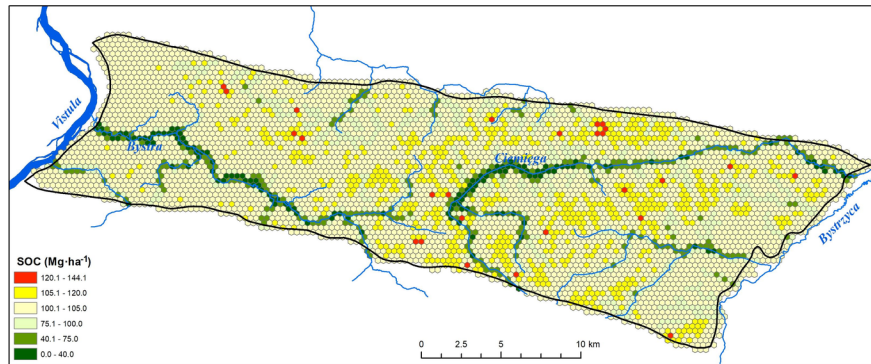 Vistula
Bystra
Ciemięga
Bystrzyca
SOC (Mg·ha⁻¹)
120.1 - 144.1
105.1 - 120.0
100.1 - 105.0
75.1 - 100.0
40.1 - 75.0
0.0 - 40.0
0 2.5 5 10 km